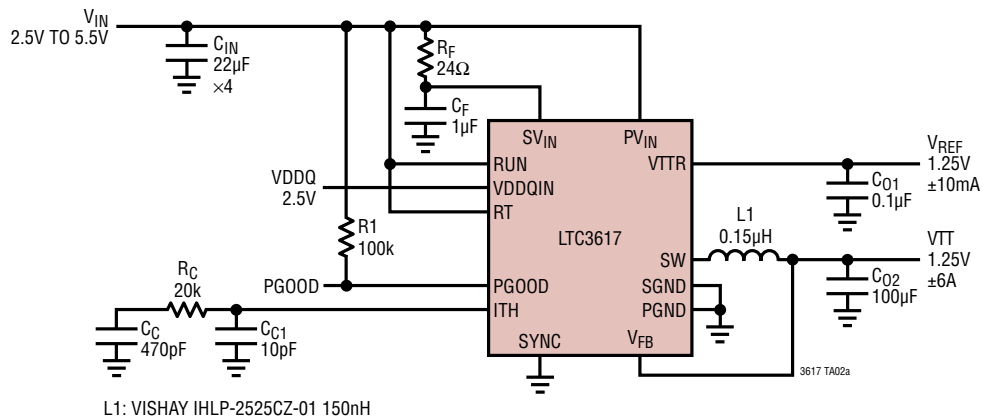 VIN
2.5V TO 5.5V
CIN
22µF
×4
RF
24Ω
CF
1µF
SVIN
PVIN
RUN
VTTR
VREF
1.25V
±10mA
CO1
0.1µF
VDDQ
2.5V
VDDQIN
RT
R1
100k
LTC3617
L1
0.15µH
SW
VTT
1.25V
±6A
CO2
100µF
RC
20k
PGOOD
PGOOD
SGND
ITH
PGND
CC
470pF
CC1
10pF
SYNC
VFB
3617 TA02a
L1: VISHAY IHLP-2525CZ-01 150nH